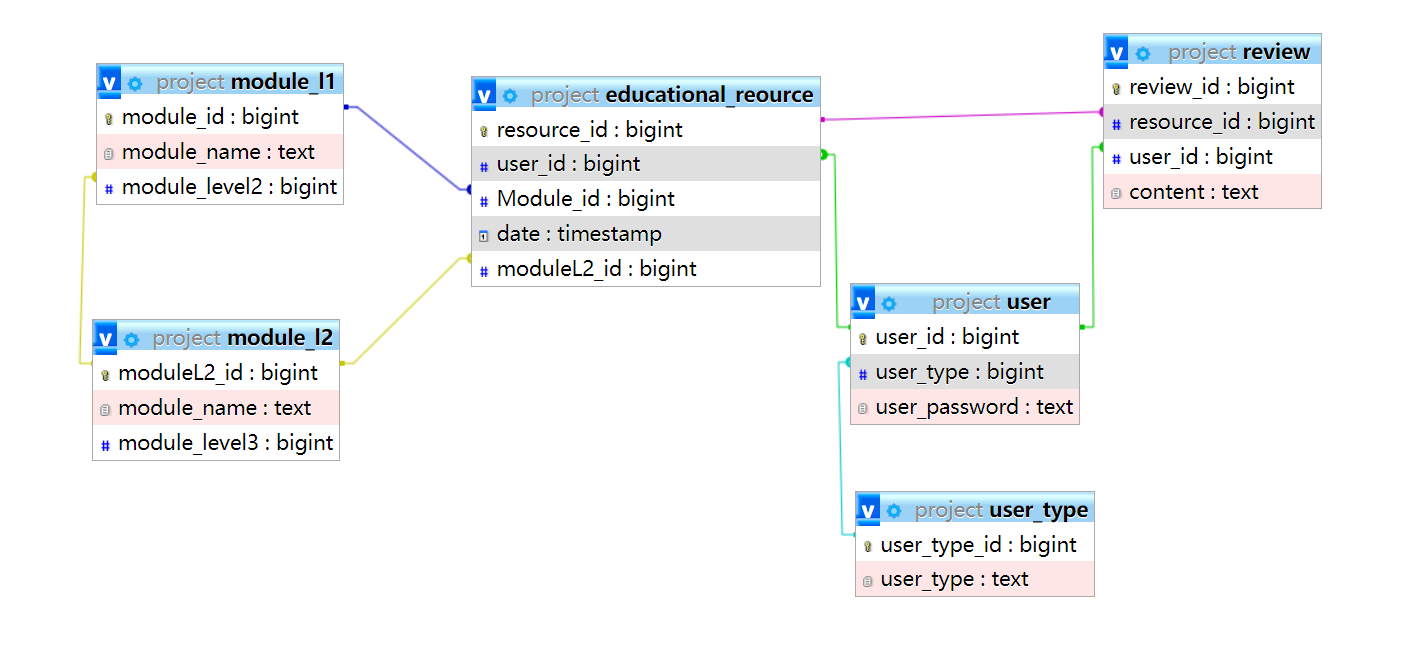 v project module_l1
module_id : bigint
module_name : text
module_level2 : bigint
v project module_l2
moduleL2_id : bigint
module_name : text
module_level3 : bigint
v project educational_reource
resource_id : bigint
# user_id : bigint
# Module_id : bigint
date : timestamp
# moduleL2_id : bigint
v project review
review_id : bigint
# resource_id : bigint
# user_id : bigint
content : text
v project user
user_id : bigint
# user_type : bigint
user_password : text
v project user_type
user_type_id : bigint
user_type : text